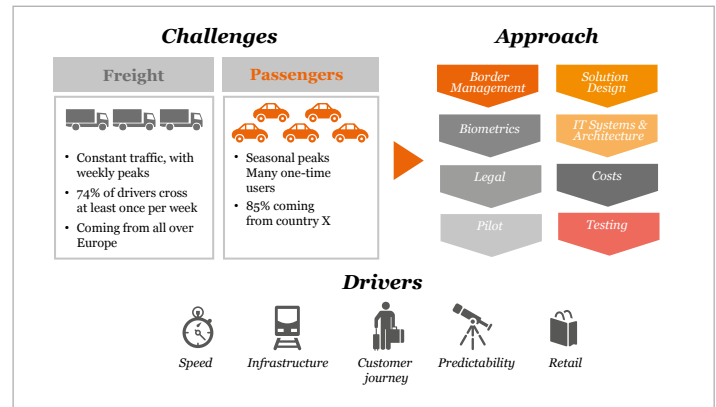 Challenges
Freight
• Constant traffic, with
weekly peaks
• 74% of drivers cross
at least once per week
• Coming from all over
Europe
Passengers
• Seasonal peaks
Many one-time
users
• 85% coming
from country X
Approach
Border
Management
Solution
Design
Biometrics
IT Systems &
Architecture
Legal
Costs
Pilot
Testing
Drivers
Speed
Infrastructure
Customer
journey
Predictability
Retail